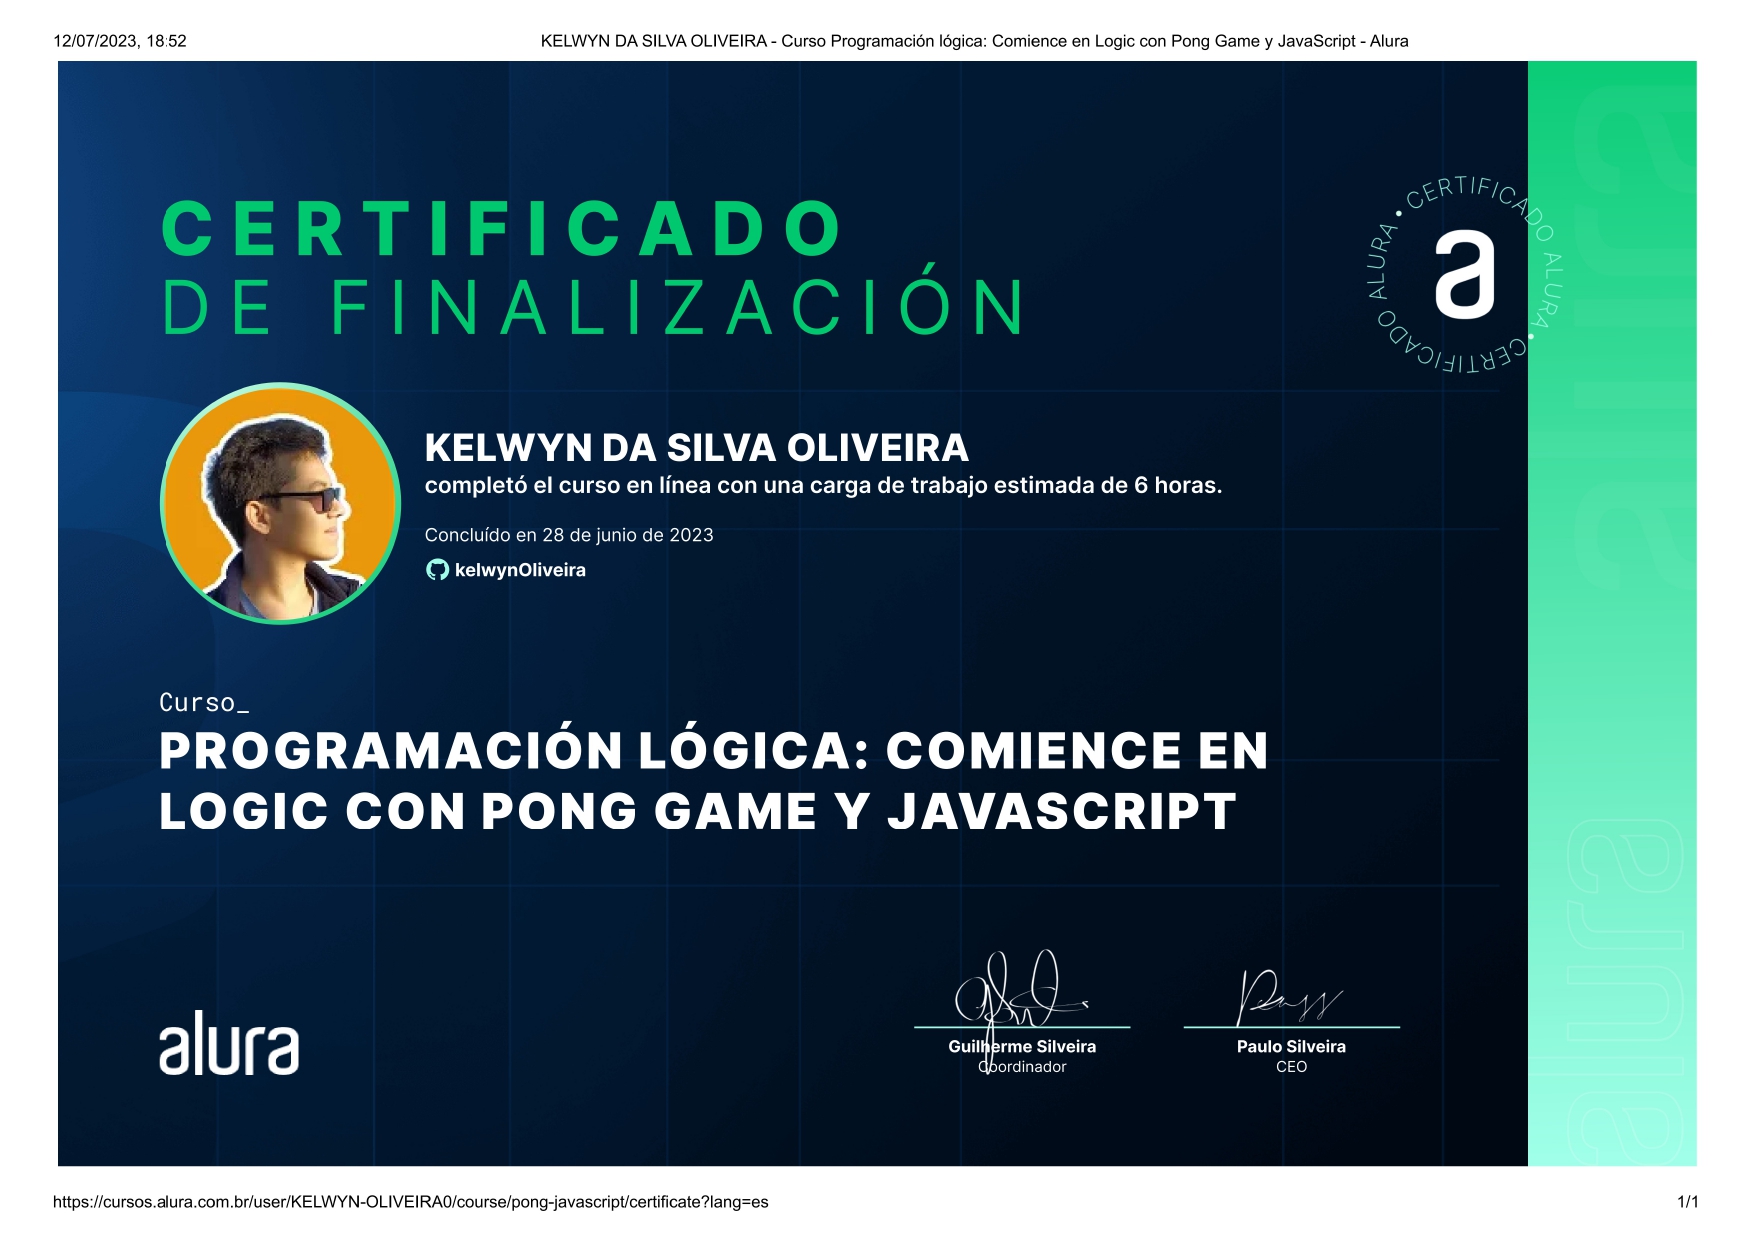 12/07/2023, 18:52
KELWYN DA SILVA OLIVEIRA - Curso Programación lógica: Comience en Logic con Pong Game y JavaScript - Alura
CERTIFICADO
DE FINALIZACIÓN
CERTIFICADO ALURA • CERTIFICADO ALURA •
a
KELWYN DA SILVA OLIVEIRA
completó el curso en línea con una carga de trabajo estimada de 6 horas.
Concluído en 28 de junio de 2023
kelwynOliveira
Curso_
PROGRAMACIÓN LÓGICA: COMIENCE EN
LOGIC CON PONG GAME Y JAVASCRIPT
alura
Guilherme Silveira
Coordinador
Paulo Silveira
CEO
alura
alura
https://cursos.alura.com.br/user/KELWYN-OLIVEIRA0/course/pong-javascript/certificate?lang=es
1/1